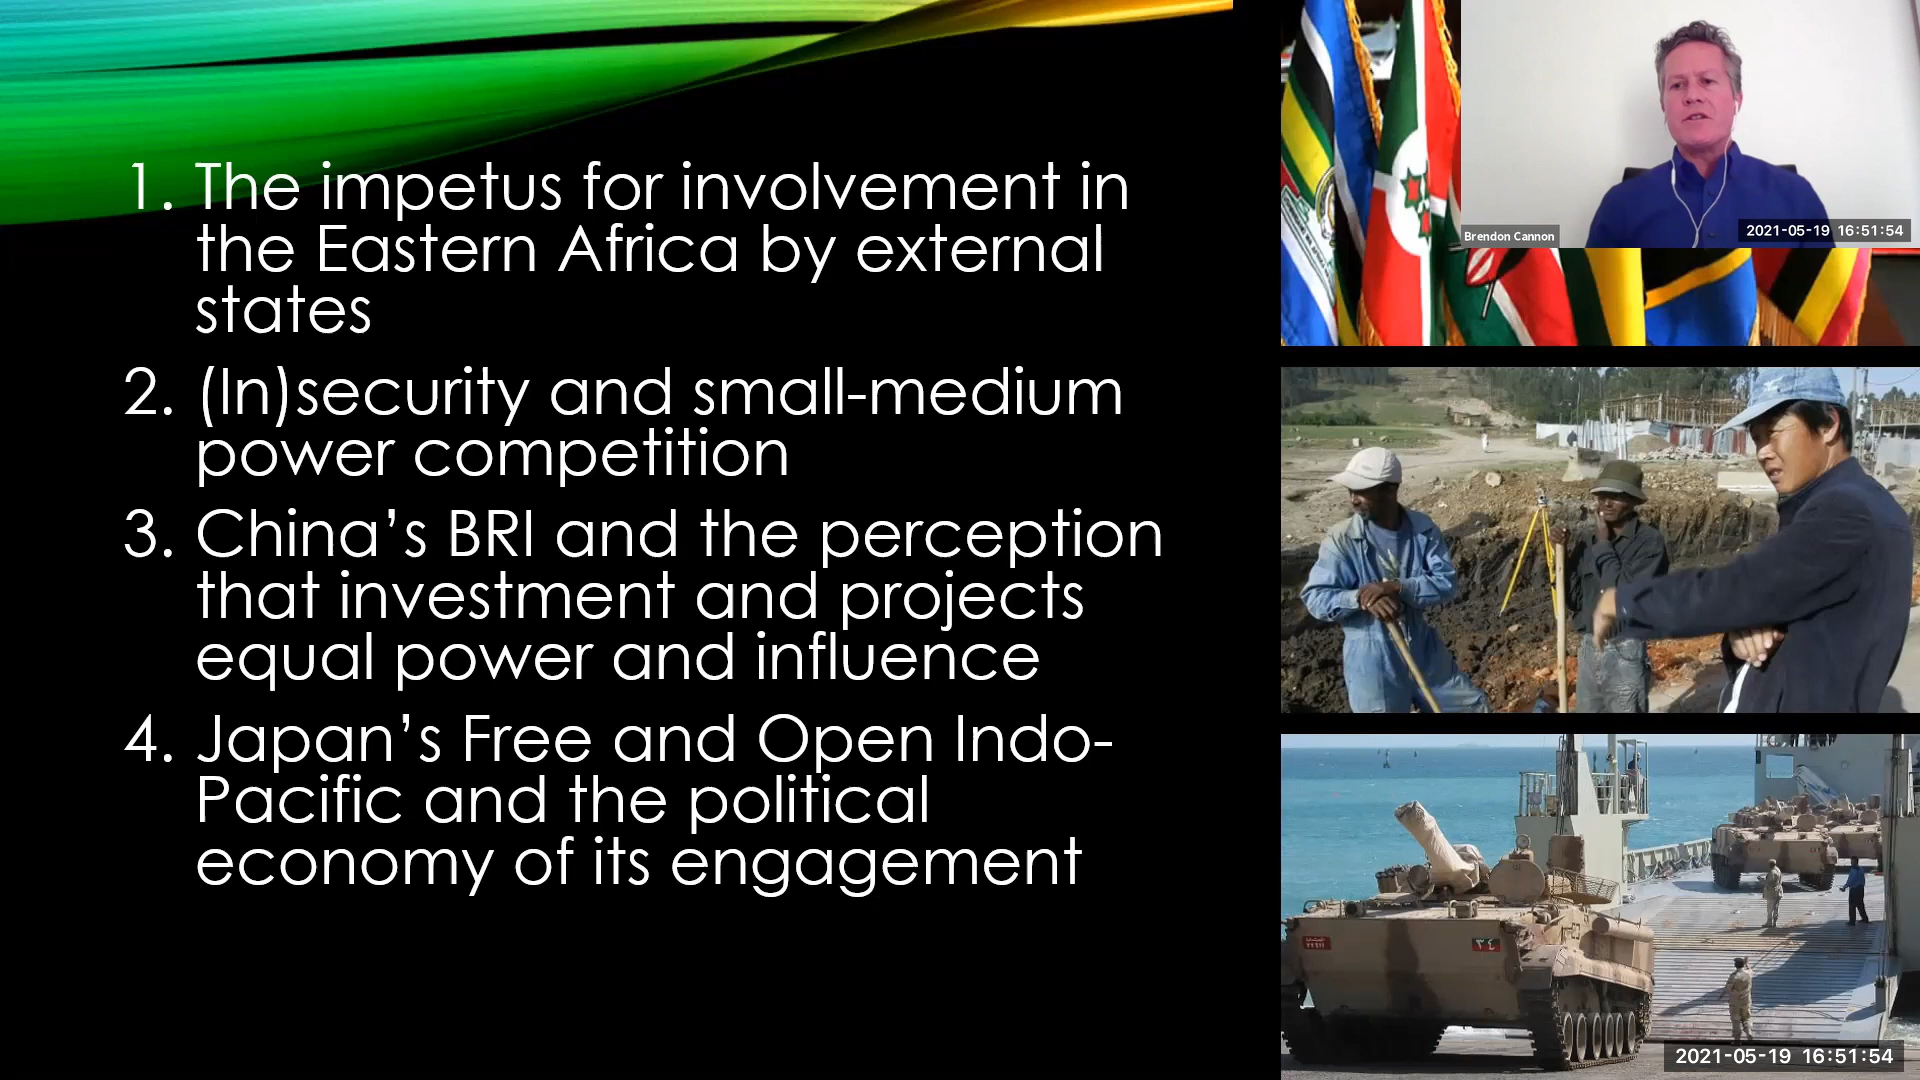 1. The impetus for involvement in
the Eastern Africa by external
states
2. (In)security and small-medium
power competition
3. China’s BRI and the perception
that investment and projects
equal power and influence
4. Japan’s Free and Open Indo-
Pacific and the political
economy of its engagement
Brendon Cannon
2021-05-19 16:51:54
٣٤
2021-05-19 16:51:54